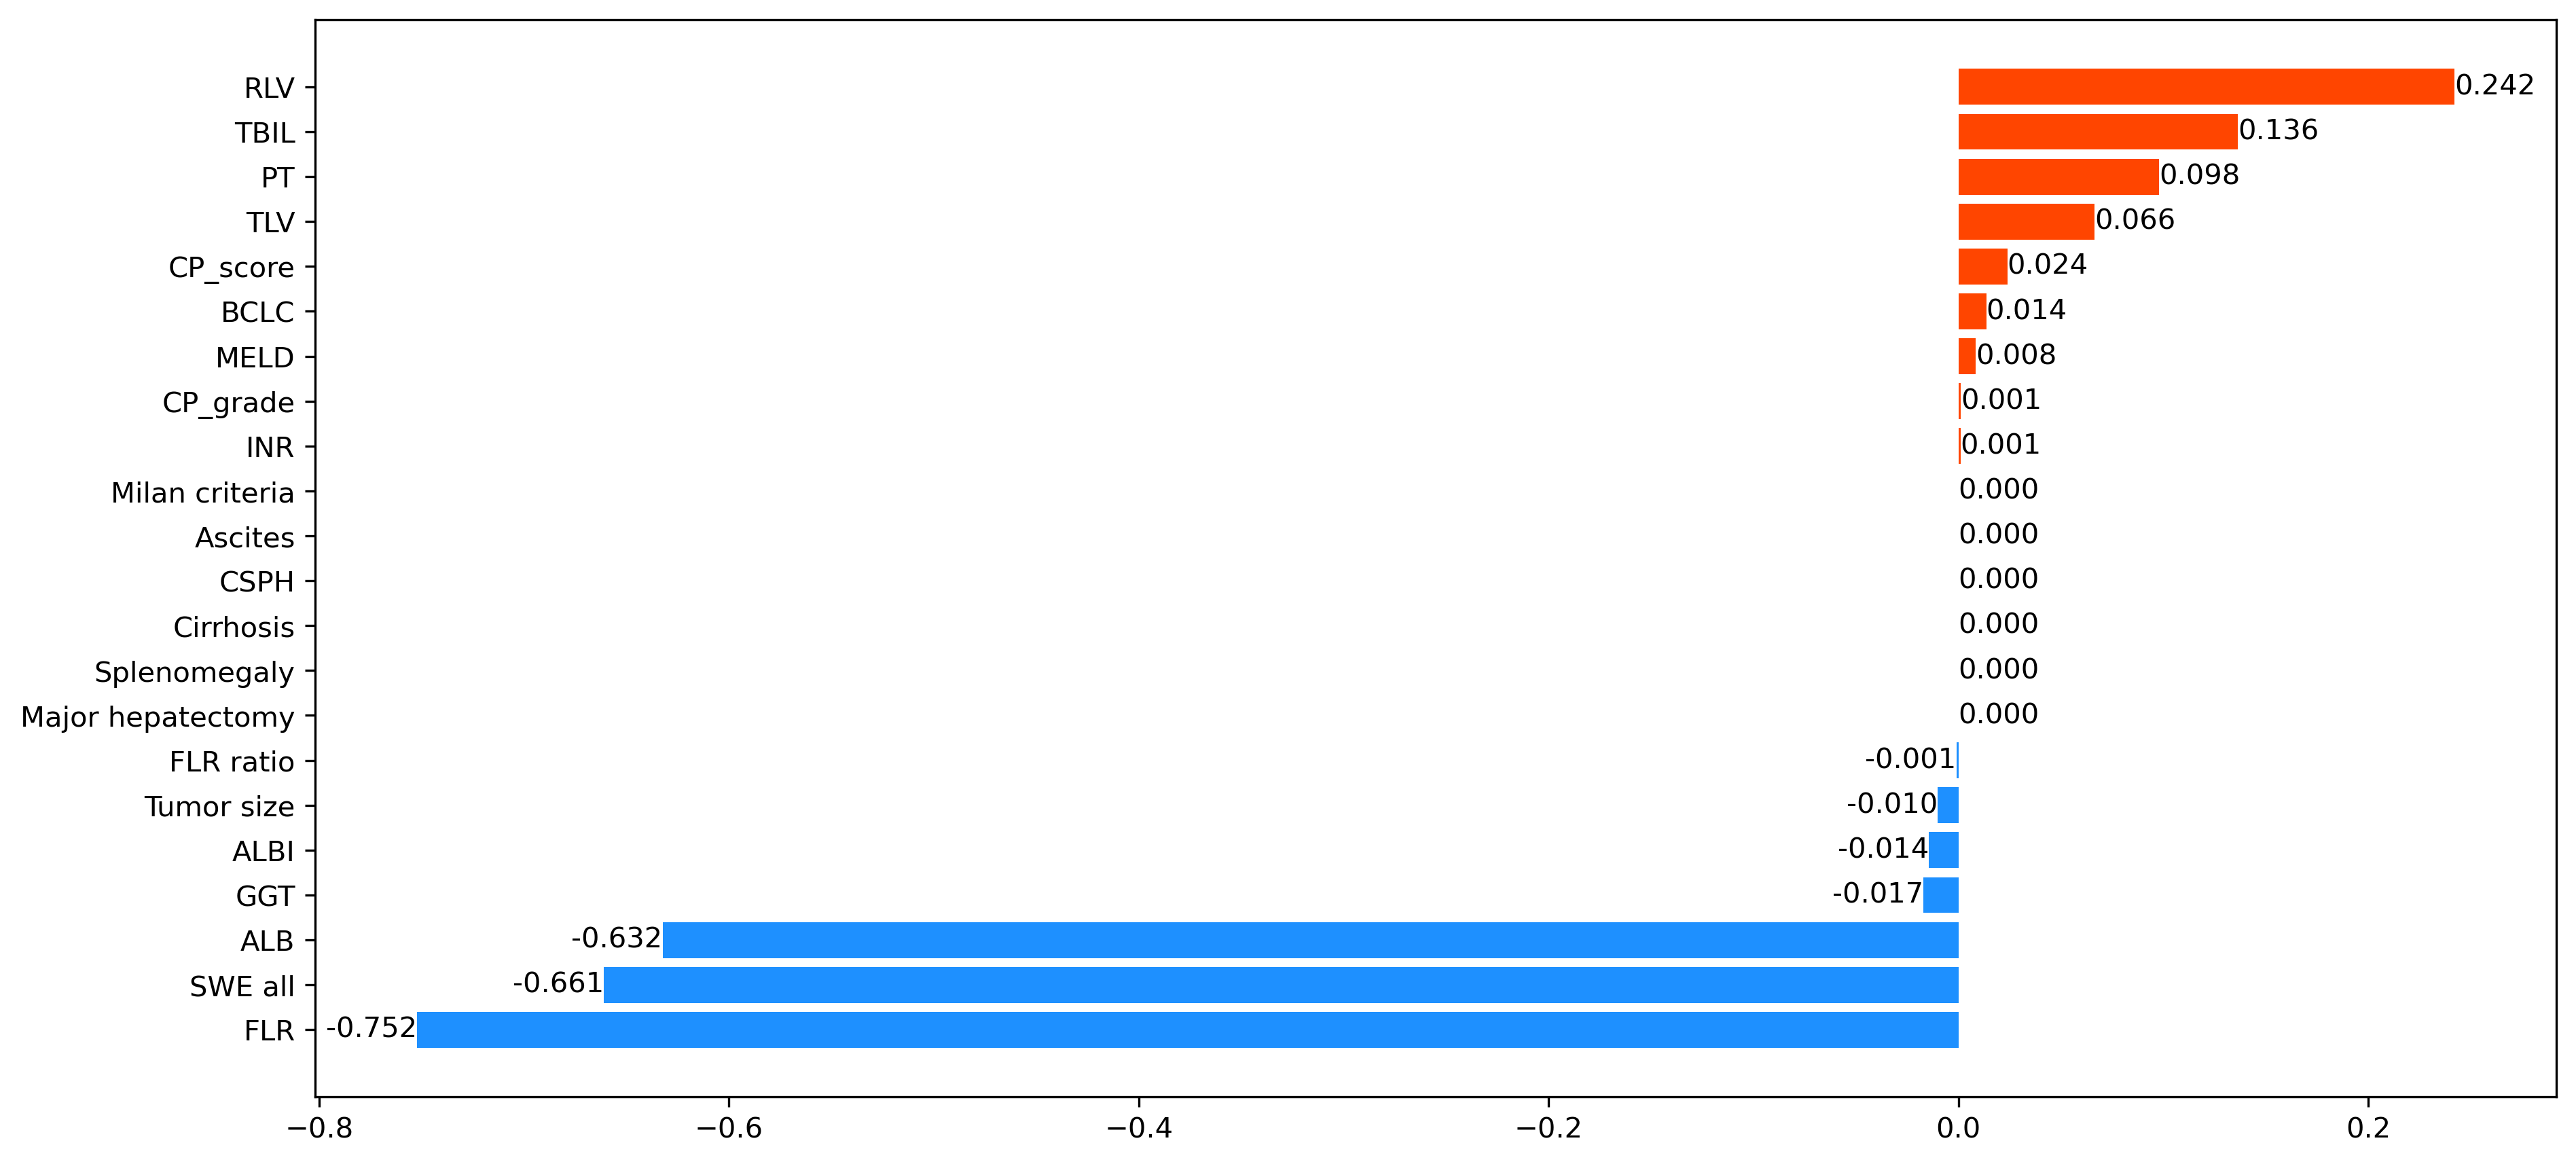 RLV 0.242
TBIL 0.136
PT 0.098
TLV 0.066
CP_score 0.024
BCLC 0.014
MELD 0.008
CP_grade 0.001
INR 0.001
Milan criteria 0.000
Ascites 0.000
CSPH 0.000
Cirrhosis 0.000
Splenomegaly 0.000
Major hepatectomy 0.000
FLR ratio -0.001
Tumor size -0.010
ALBI -0.014
GGT -0.017
ALB -0.632
SWE all -0.661
FLR -0.752
−0.8 −0.6 −0.4 −0.2 0.0 0.2